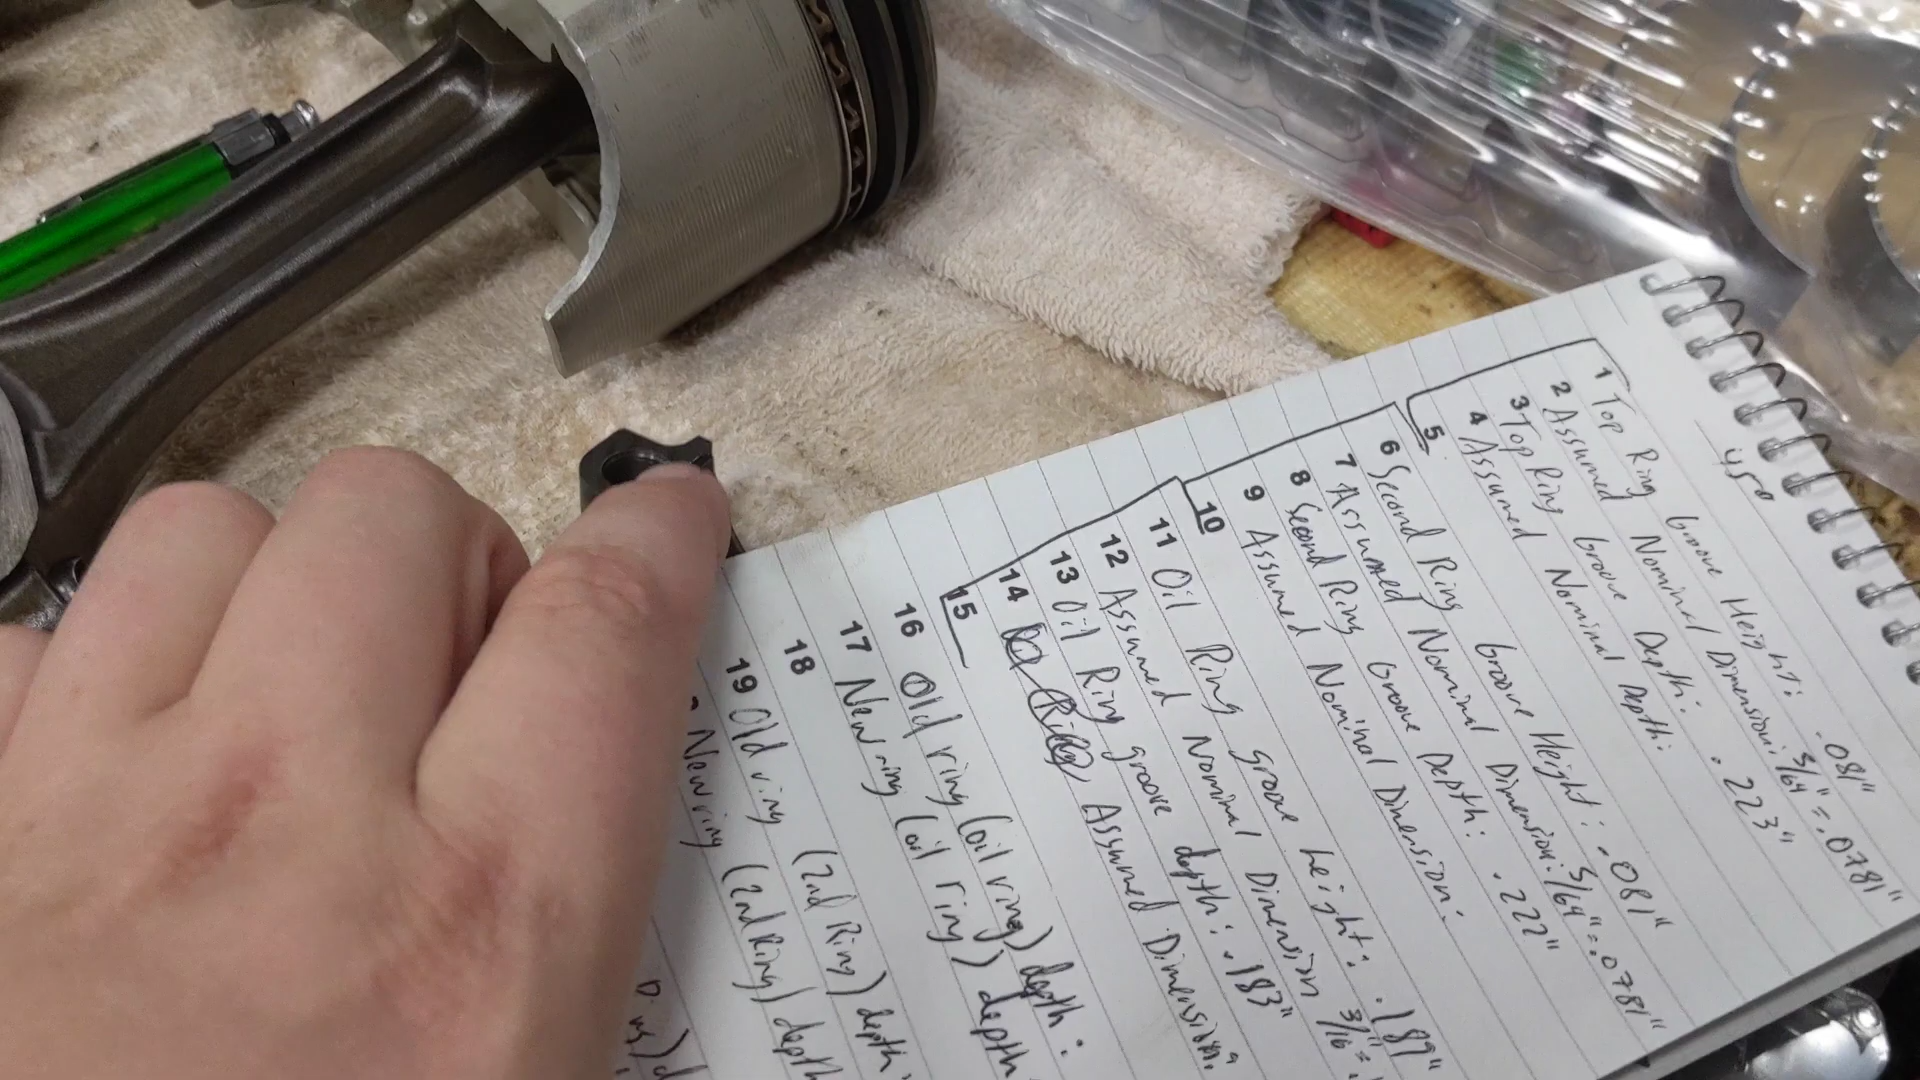 450
1 Top Ring Groove Height: .081"
2 Assumed Nominal Dimension: 5/64" = .0781"
3 Top Ring Groove Depth: .223"
4 Assumed Nominal Depth:
5
6 Second Ring Groove Height: .081"
7 Assumed Nominal Dimension: 5/64" = .0781"
8 Second Ring Groove Depth: .222"
9 Assumed Nominal Dimension:
10
11 Oil Ring Groove height: .189"
12 Assumed Nominal Dimension 3/16" = .
13 Oil Ring groove depth: .183"
14 Assumed Dimension:
15
16 Old ring (oil ring) depth:
17 New ring (oil ring) depth
18
19 Old ring (2nd Ring) depth:
New ring (2nd Ring) depth